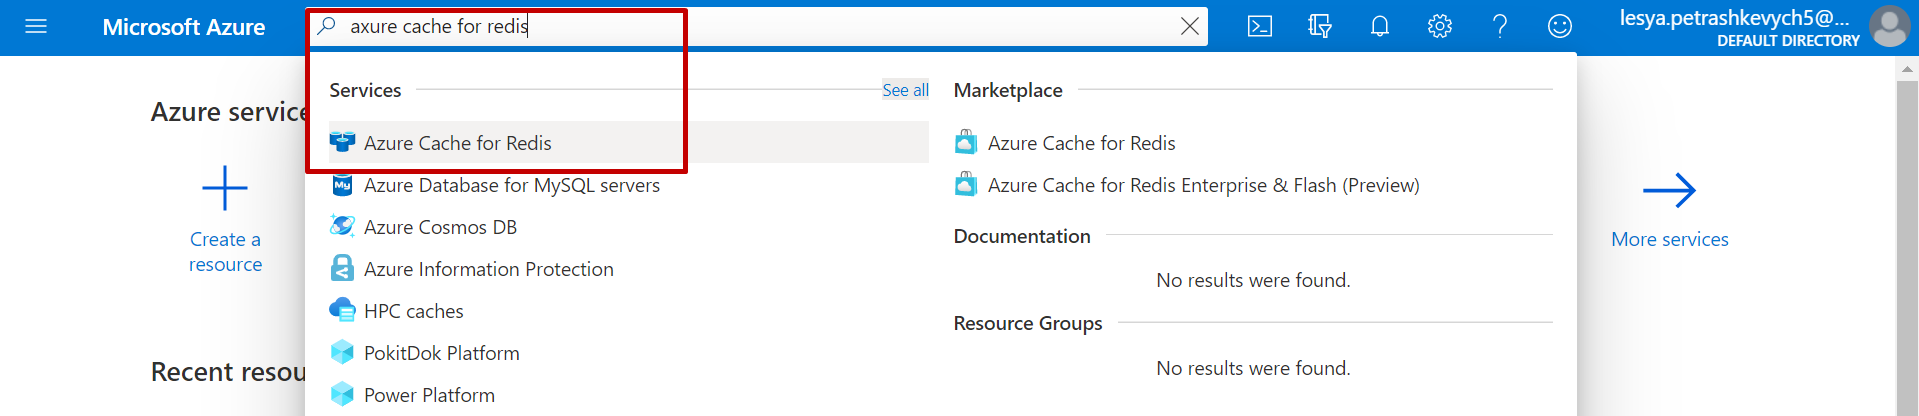 Microsoft Azure
axure cache for redis
lesya.petrashkevych5@...
DEFAULT DIRECTORY
Azure service
Create a
resource
Recent resou
Services
See all
Azure Cache for Redis
My
Azure Database for MySQL servers
Azure Cosmos DB
Azure Information Protection
HPC caches
PokitDok Platform
Power Platform
Marketplace
Azure Cache for Redis
Azure Cache for Redis Enterprise & Flash (Preview)
Documentation
No results were found.
Resource Groups
No results were found.
More services